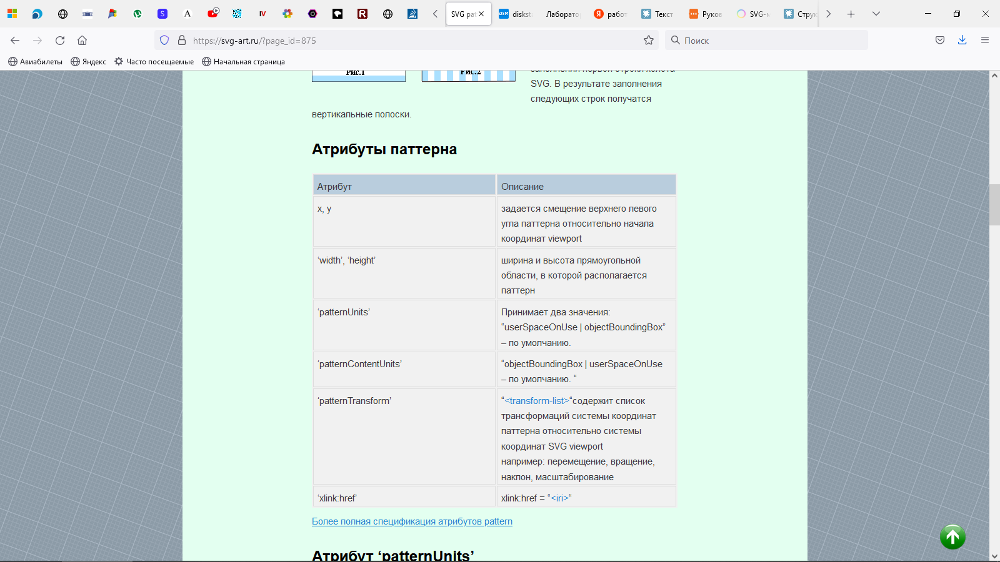 SVG pat
diskst
Лаборато
работ
Текст
Руков
SVG-м
Струк
https://svg-art.ru/?page_id=875
Поиск
Авиабилеты
Яндекс
Часто посещаемые
Начальная страница
Рис.1
Рис.2
заполнения первой строки холста
SVG. В результате заполнения
следующих строк получатся
вертикальные полоски.
Атрибуты паттерна
Атрибут
Описание
x, y
задается смещение верхнего левого
угла паттерна относительно начала
координат viewport
‘width’, ‘height’
ширина и высота прямоугольной
области, в которой располагается
паттерн
‘patternUnits’
Принимает два значения:
“userSpaceOnUse | objectBoundingBox”
– по умолчанию.
‘patternContentUnits’
“objectBoundingBox | userSpaceOnUse
– по умолчанию. “
‘patternTransform’
“<transform-list>“содержит список
трансформаций системы координат
паттерна относительно системы
координат SVG viewport
например: перемещение, вращение,
наклон, масштабирование
‘xlink:href’
xlink:href = “<iri>“
Более полная спецификация атрибутов pattern
Атрибут ‘patternUnits’